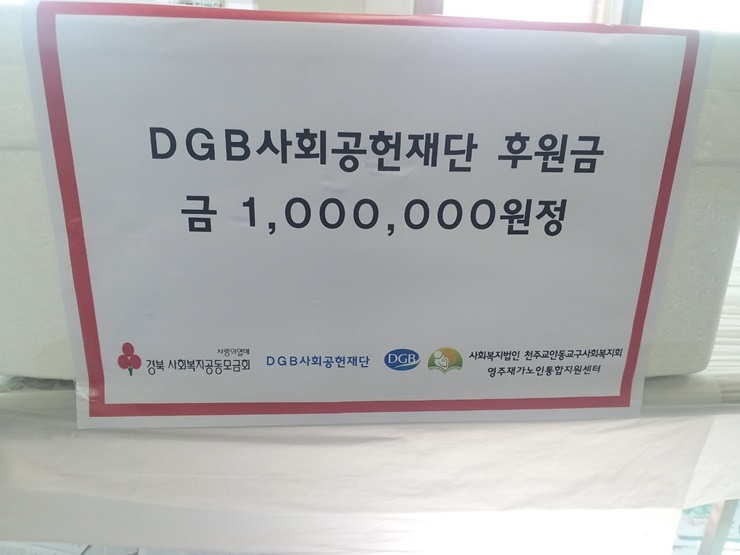 DGB사회공헌재단 후원금
금 1,000,000원정
사랑의열매
경북 사회복지공동모금회
DGB사회공헌재단
DGB
사회복지법인 천주교안동교구사회복지회
영주재가노인통합지원센터